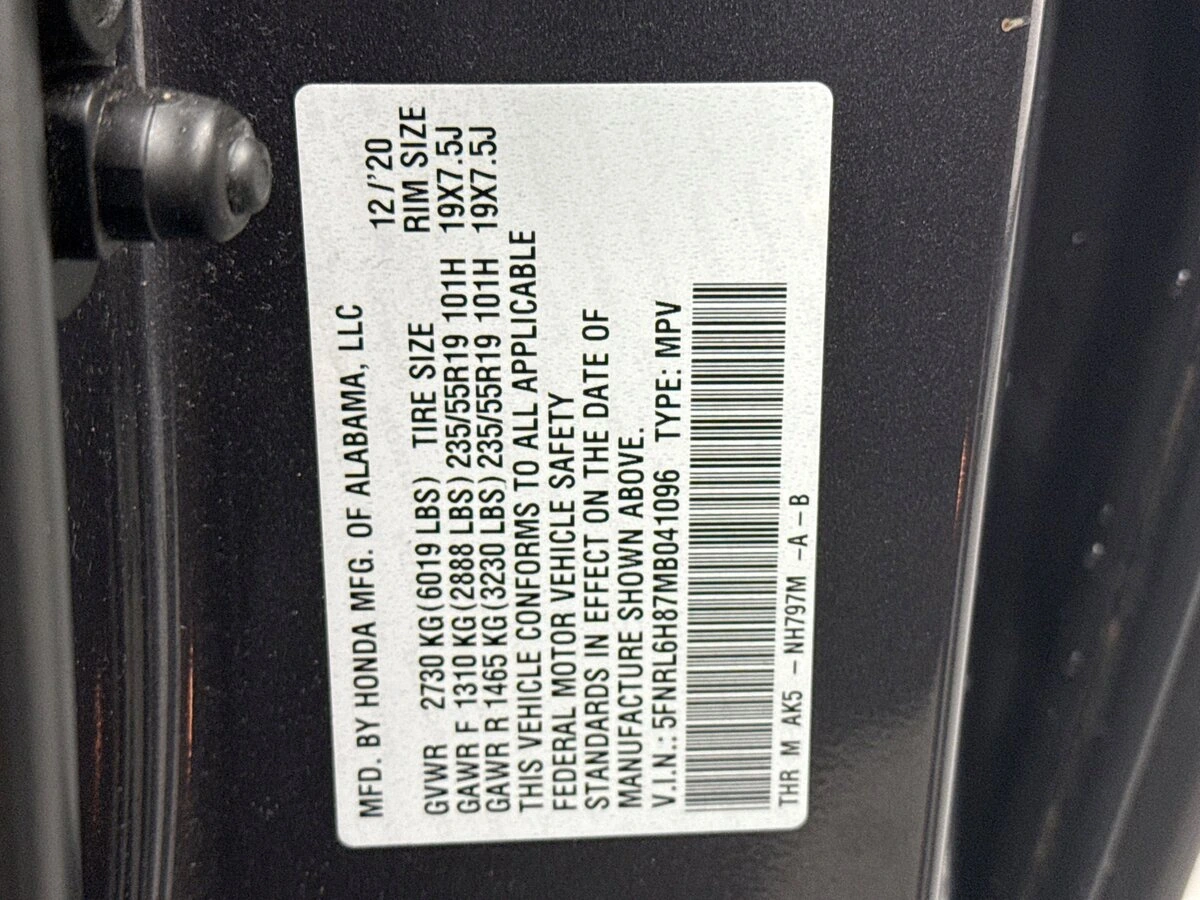 MFD. BY HONDA MFG. OF ALABAMA, LLC 12/'20
GVWR 2730 KG(6019 LBS) TIRE SIZE RIM SIZE
GAWR F 1310 KG(2888 LBS) 235/55R19 101H 19X7.5J
GAWR R 1465 KG(3230 LBS) 235/55R19 101H 19X7.5J
THIS VEHICLE CONFORMS TO ALL APPLICABLE
FEDERAL MOTOR VEHICLE SAFETY
STANDARDS IN EFFECT ON THE DATE OF
MANUFACTURE SHOWN ABOVE.
V.I.N.: 5FNRL6H87MB041096 TYPE: MPV
THR M AK5 -NH797M -A-B